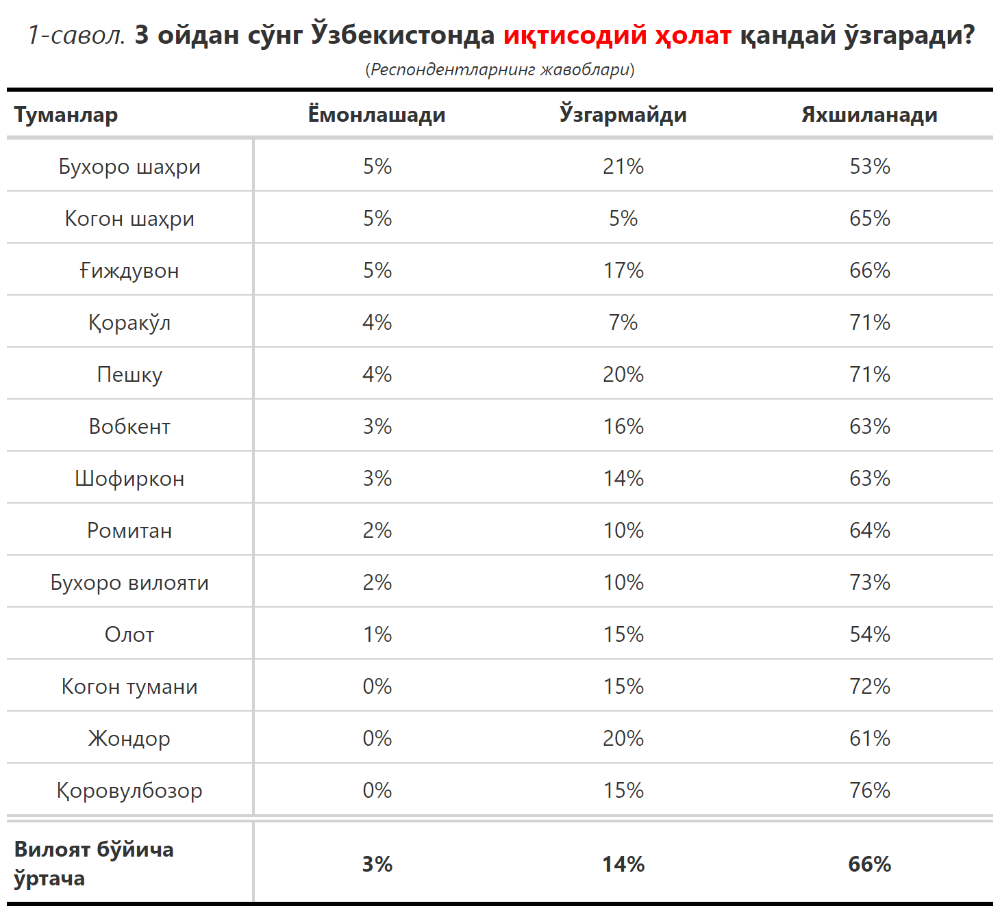 1-савол. 3 ойдан сўнг Ўзбекистонда иқтисодий ҳолат қандай ўзгаради?
(Респондентларнинг жавоблари)
Туманлар Ёмонлашади Ўзгармайди Яхшиланади
Бухоро шаҳри 5% 21% 53%
Когон шаҳри 5% 5% 65%
Ғиждувон 5% 17% 66%
Қоракўл 4% 7% 71%
Пешку 4% 20% 71%
Вобкент 3% 16% 63%
Шофиркон 3% 14% 63%
Ромитан 2% 10% 64%
Бухоро вилояти 2% 10% 73%
Олот 1% 15% 54%
Когон тумани 0% 15% 72%
Жондор 0% 20% 61%
Қоровулбозор 0% 15% 76%
Вилоят бўйича
ўртача 3% 14% 66%